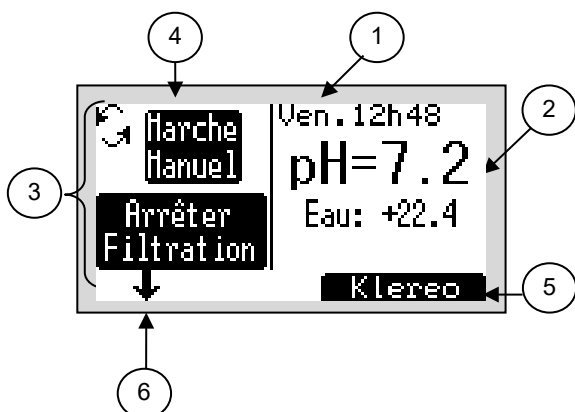 4
1
Marche
Manuel
Ven.12h48
2
pH=7.2
3
Arrêter
Filtration
Eau: +22.4
Klereo
5
6